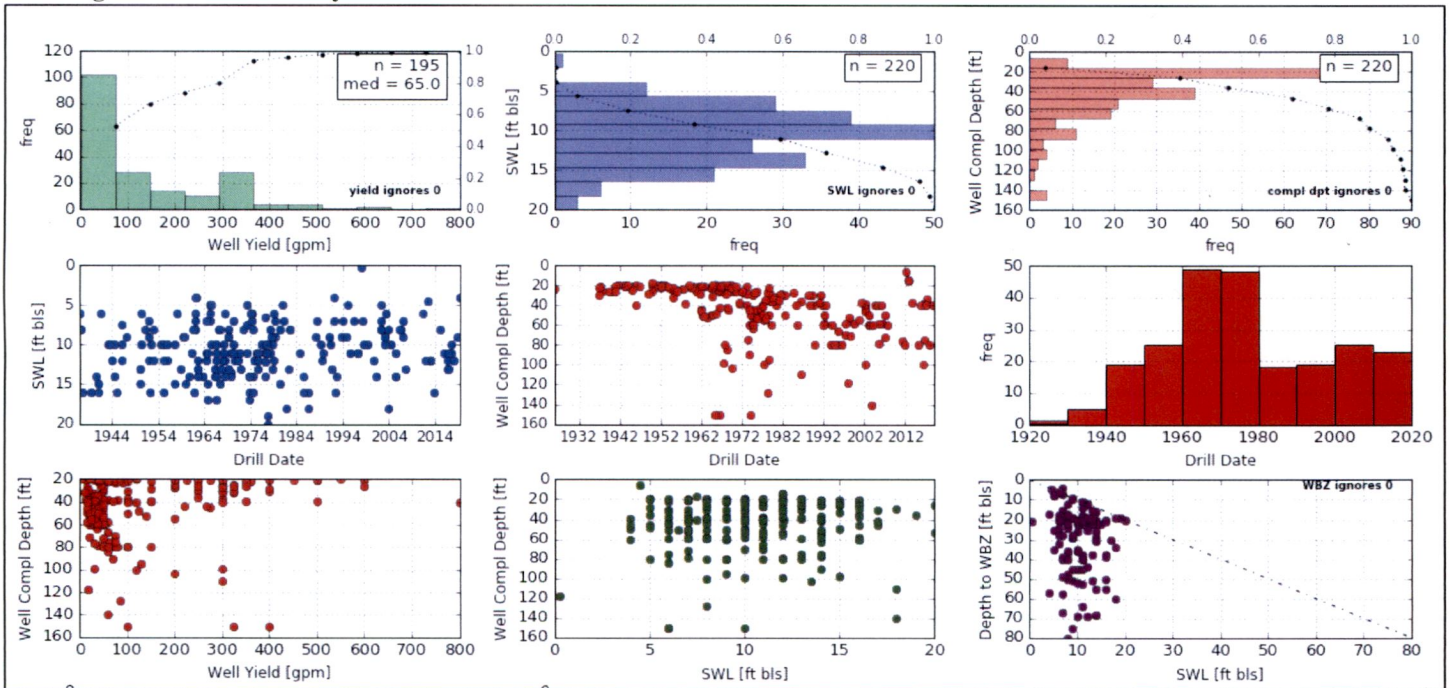 0.0 0.2 0.4 0.6 0.8 1.0
0.0 0.2 0.4 0.6 0.8 1.0
120 100 80 60 40 20 0
freq
1.0 0.8 0.6 0.4 0.2 0.0
n = 195
med = 65.0
yield ignores 0
0 100 200 300 400 500 600 700 800
Well Yield [gpm]
0 5 10 15 20
SWL [ft bls]
n = 220
SWL ignores 0
0 10 20 30 40 50
freq
0 20 40 60 80 100 120 140 160
Well Compl Depth [ft]
n = 220
compl dpt ignores 0
0 10 20 30 40 50 60 70 80 90
freq
0 5 10 15 20
SWL [ft bls]
1944 1954 1964 1974 1984 1994 2004 2014
Drill Date
0 20 40 60 80 100 120 140 160
Well Compl Depth [ft]
1932 1942 1952 1962 1972 1982 1992 2002 2012
Drill Date
50 40 30 20 10 0
freq
1920 1940 1960 1980 2000 2020
Drill Date
20 40 60 80 100 120 140 160
Well Compl Depth [ft]
0 100 200 300 400 500 600 700 800
Well Yield [gpm]
0 20 40 60 80 100 120 140 160
Well Compl Depth [ft]
5 10 15 20
SWL [ft bls]
0 10 20 30 40 50 60 70 80
Depth to WBZ [ft bls]
WBZ ignores 0
0 10 20 30 40 50 60 70 80
SWL [ft bls]